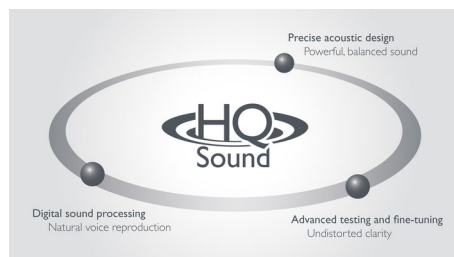 Precise acoustic design
Powerful, balanced sound
HQ
Sound
Digital sound processing
Natural voice reproduction
Advanced testing and fine-tuning
Undistorted clarity